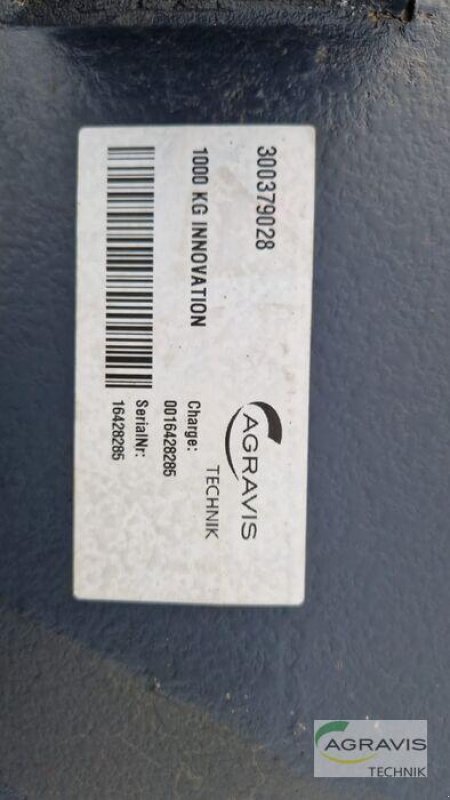 300379028
1000 KG INNOVATION
AGRAVIS
TECHNIK
Charge:
0016428285
SerialNr:
16428285
AGRAVIS
TECHNIK